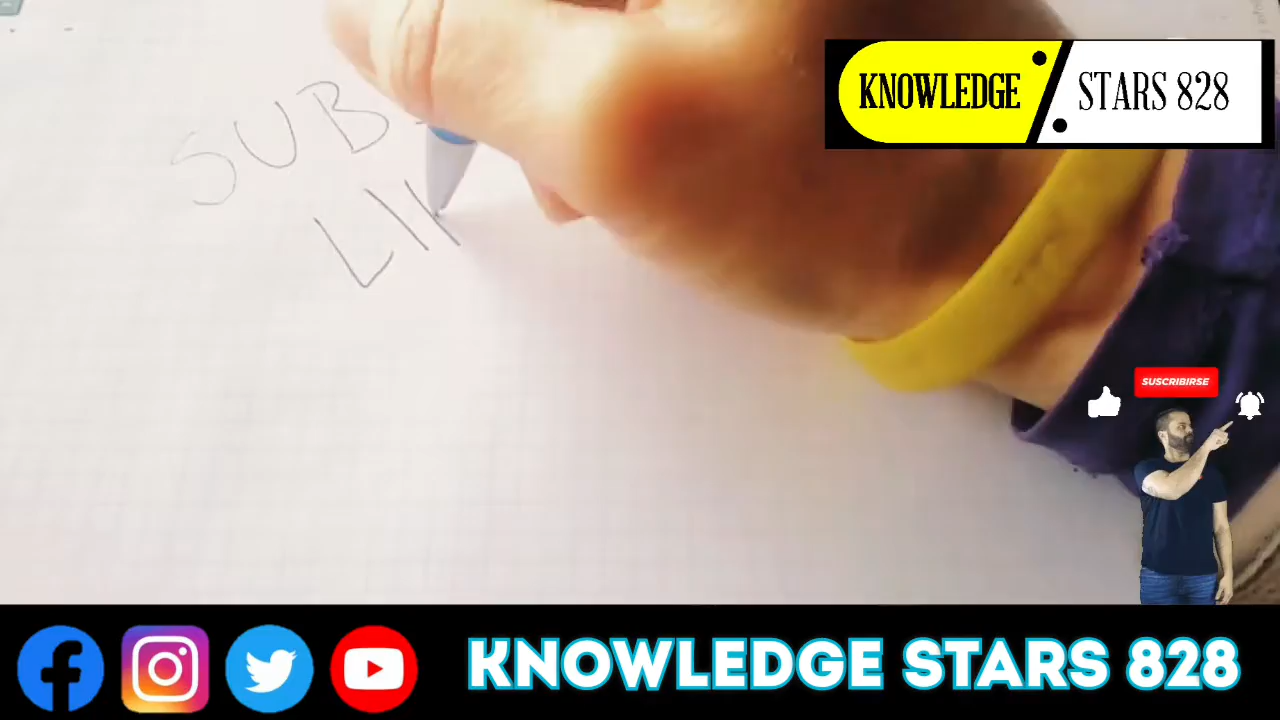 KNOWLEDGE STARS 828
SUB
LIK
SUSCRIBIRSE
KNOWLEDGE STARS 828